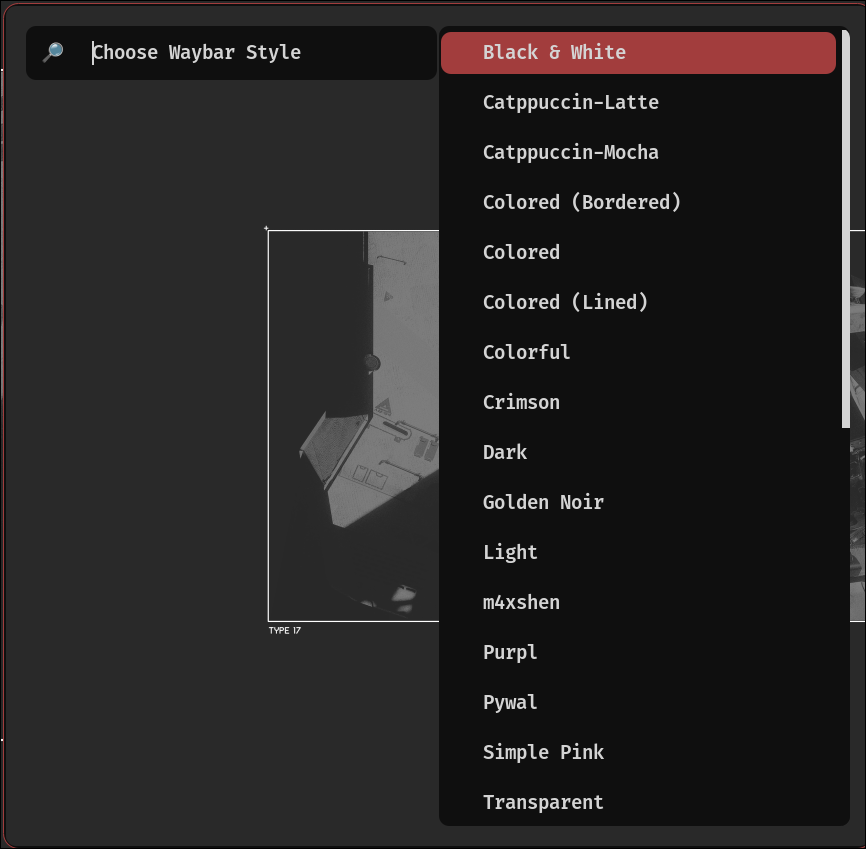 Choose Waybar Style
Black & White
Catppuccin-Latte
Catppuccin-Mocha
Colored (Bordered)
Colored
Colored (Lined)
Colorful
Crimson
Dark
Golden Noir
Light
m4xshen
Purpl
Pywal
Simple Pink
Transparent
TYPE 17